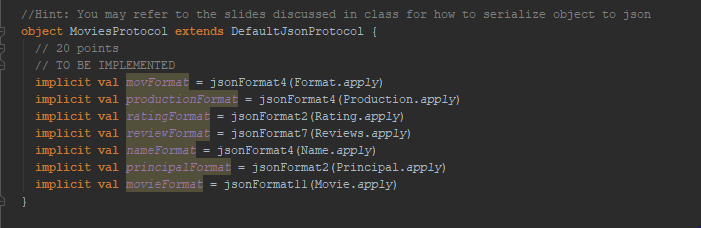 //Hint: You may refer to the slides discussed in class for how to serialize object to json
object MoviesProtocol extends DefaultJsonProtocol {
// 20 points
// TO BE IMPLEMENTED
implicit val movFormat = jsonFormat4(Format.apply)
implicit val productionFormat = jsonFormat4(Production.apply)
implicit val ratingFormat = jsonFormat2(Rating.apply)
implicit val reviewFormat = jsonFormat7(Reviews.apply)
implicit val nameFormat = jsonFormat4(Name.apply)
implicit val principalFormat = jsonFormat2(Principal.apply)
implicit val movieFormat = jsonFormat11(Movie.apply)
}